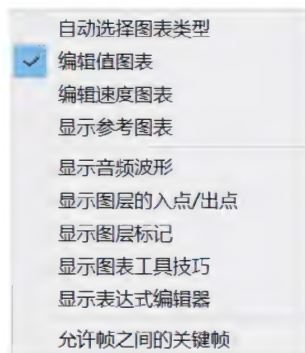 自动选择图表类型
编辑值图表
编辑速度图表
显示参考图表
显示音频波形
显示图层的入点/出点
显示图层标记
显示图表工具技巧
显示表达式编辑器
允许帧之间的关键帧